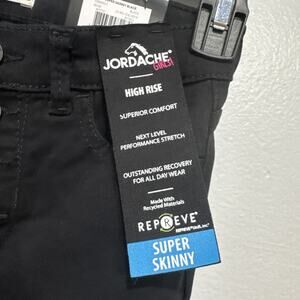 JORDACHE
GIRLS
HIGH RISE
SUPERIOR COMFORT
NEXT LEVEL
PERFORMANCE STRETCH
OUTSTANDING RECOVERY
FOR ALL DAY WEAR
Made With
Recycled Materials
REPREVE
SUPER
SKINNY